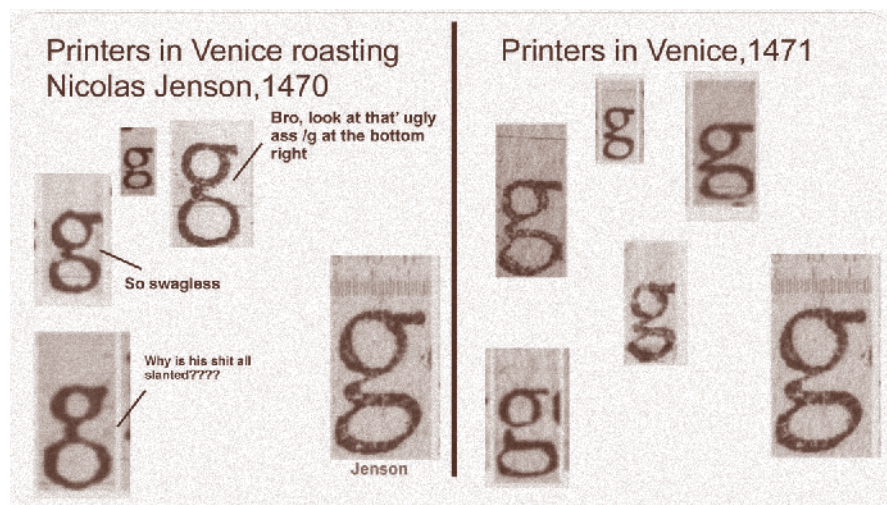 Printers in Venice roasting
Nicolas Jenson,1470
Bro, look at that' ugly
ass /g at the bottom
right
g
g
g
So swagless
Why is his shit all
slanted????
g
g
Jenson
Printers in Venice,1471
g
g
g
g
g
g